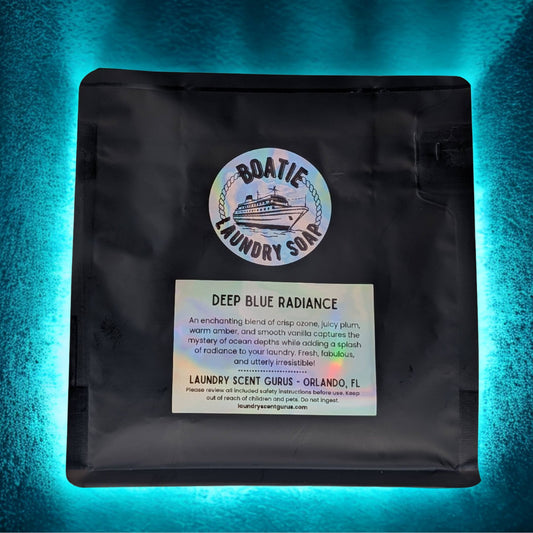 BOATIE
LAUNDRY SOAP
DEEP BLUE RADIANCE
An enchanting blend of crisp ozone, juicy plum,
warm amber, and smooth vanilla captures the
mystery of ocean depths while adding a splash
of radiance to your laundry. Fresh, fabulous,
and utterly irresistible!
LAUNDRY SCENT GURUS - ORLANDO, FL
Please review all included safety instructions before use. Keep
out of reach of children and pets. Do not ingest.
laundryscentgurus.com